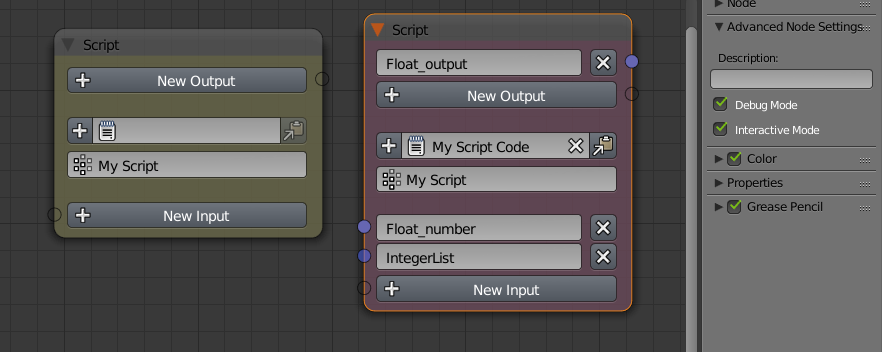 Script
New Output
My Script
New Input
Script
Float_output
New Output
My Script Code
My Script
Float_number
IntegerList
New Input
Node
Advanced Node Settings
Description:
Debug Mode
Interactive Mode
Color
Properties
Grease Pencil